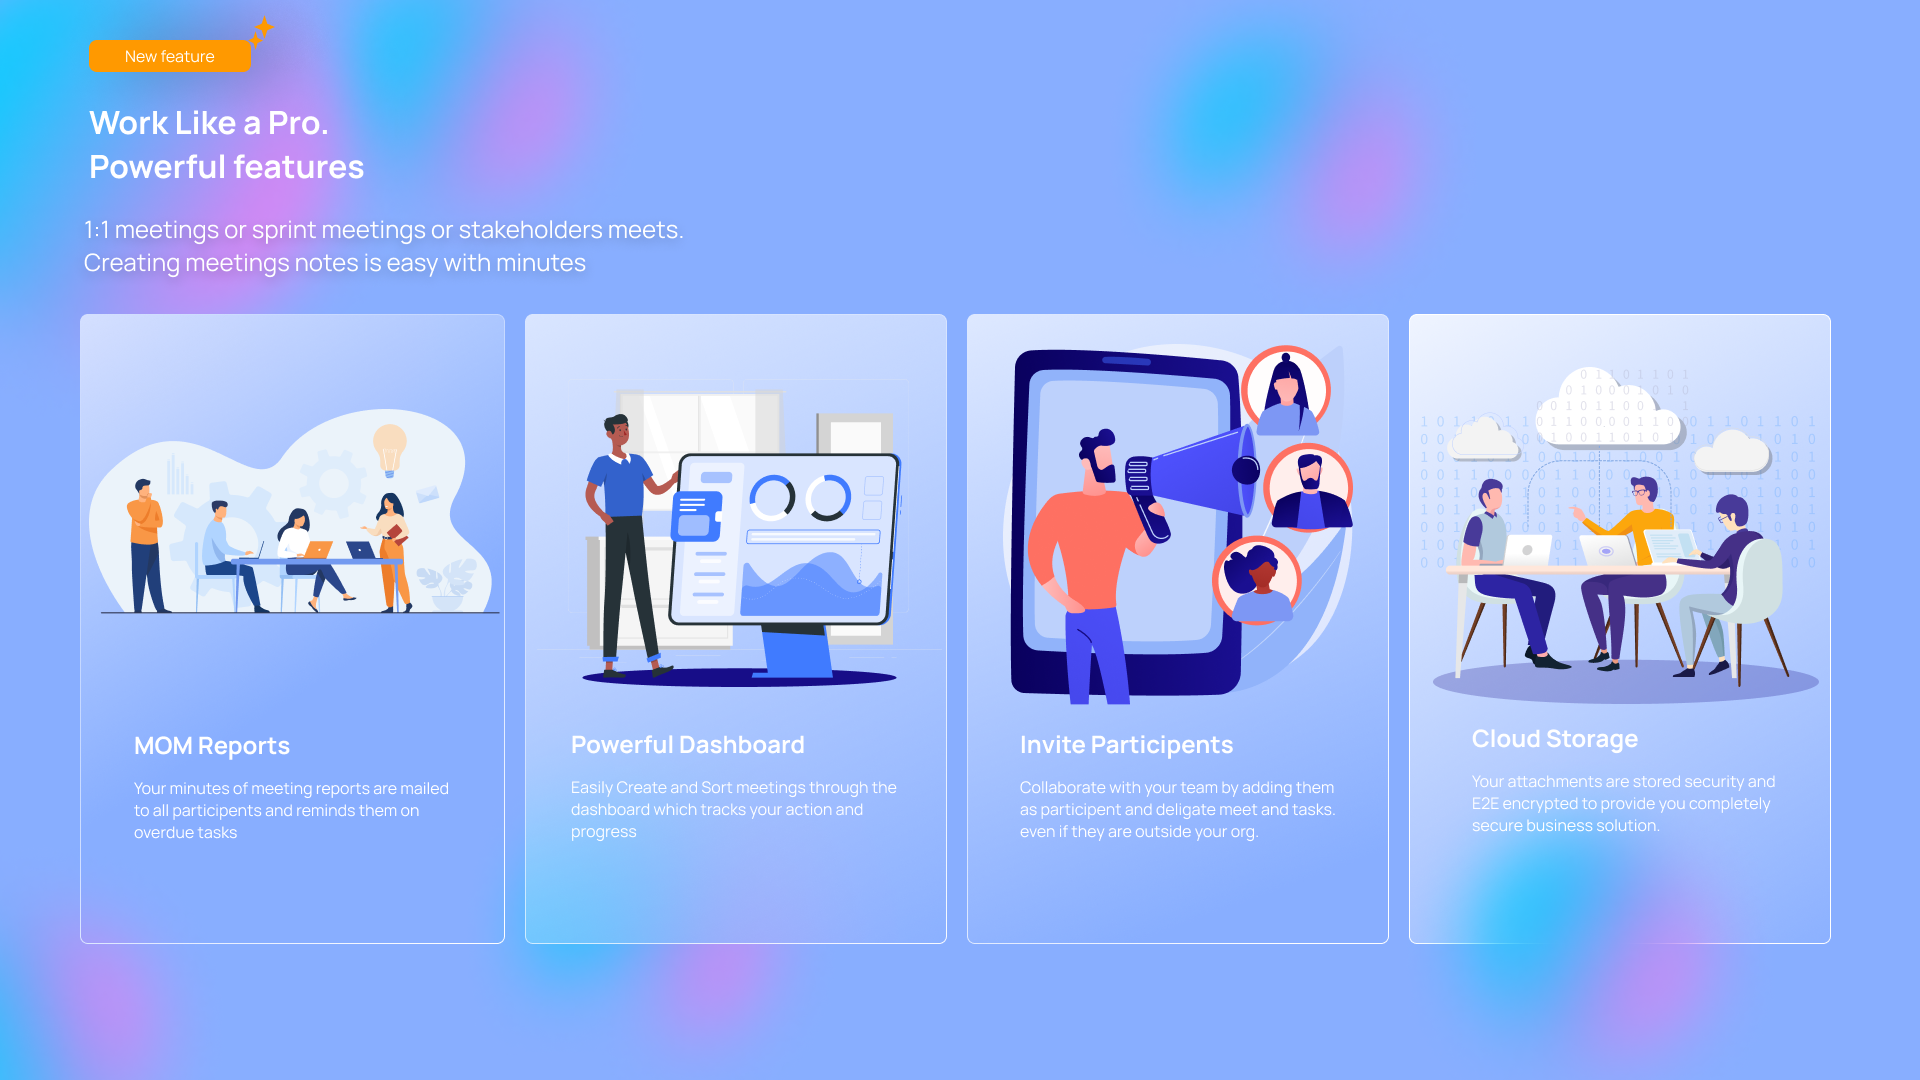 New feature
Work Like a Pro.
Powerful features
1:1 meetings or sprint meetings or stakeholders meets.
Creating meetings notes is easy with minutes
MOM Reports
Your minutes of meeting reports are mailed
to all participants and reminds them on
overdue tasks
Powerful Dashboard
Easily Create and Sort meetings through the
dashboard which tracks your action and
progress
Invite Participents
Collaborate with your team by adding them
as participent and deligate meet and tasks.
even if they are outside your org.
Cloud Storage
Your attachments are stored security and
E2E encrypted to provide you completely
secure business solution.